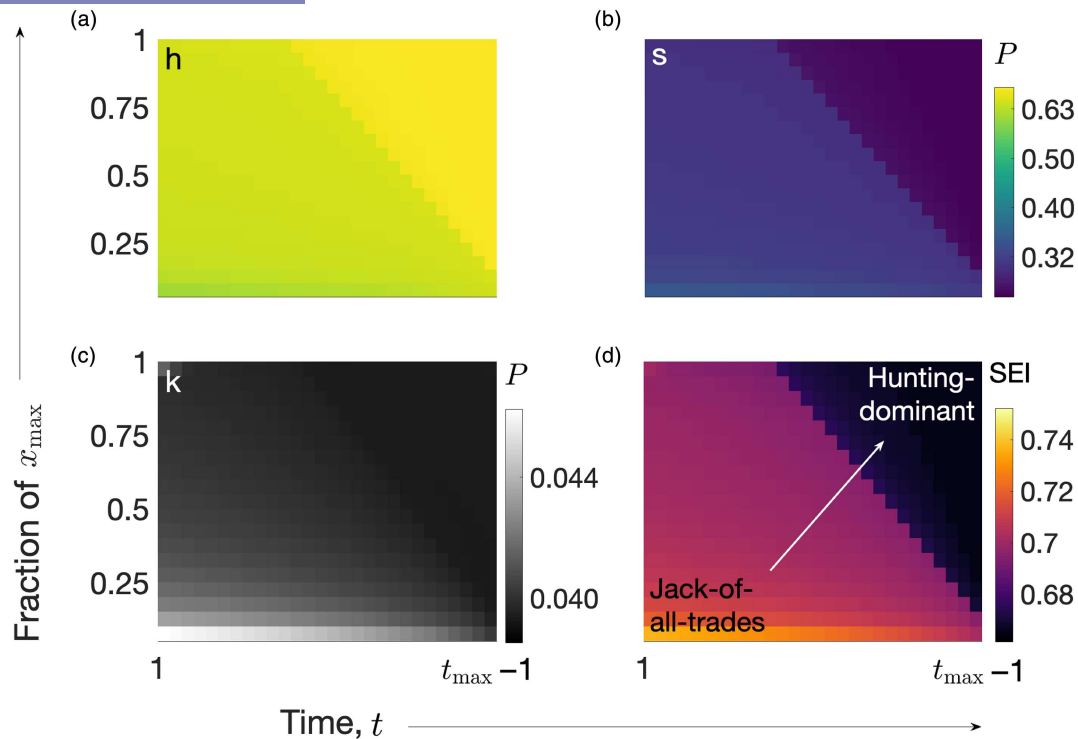 (a)
(b)
1
0.75
0.5
0.25
h
s
P
0.63
0.50
0.40
0.32
(c)
(d)
1
0.75
0.5
0.25
k
P
0.044
0.040
Hunting-
dominant
Jack-of-
all-trades
SEI
0.74
0.72
0.7
0.68
1
t_max −1
1
t_max −1
Fraction of x_max
Time, t